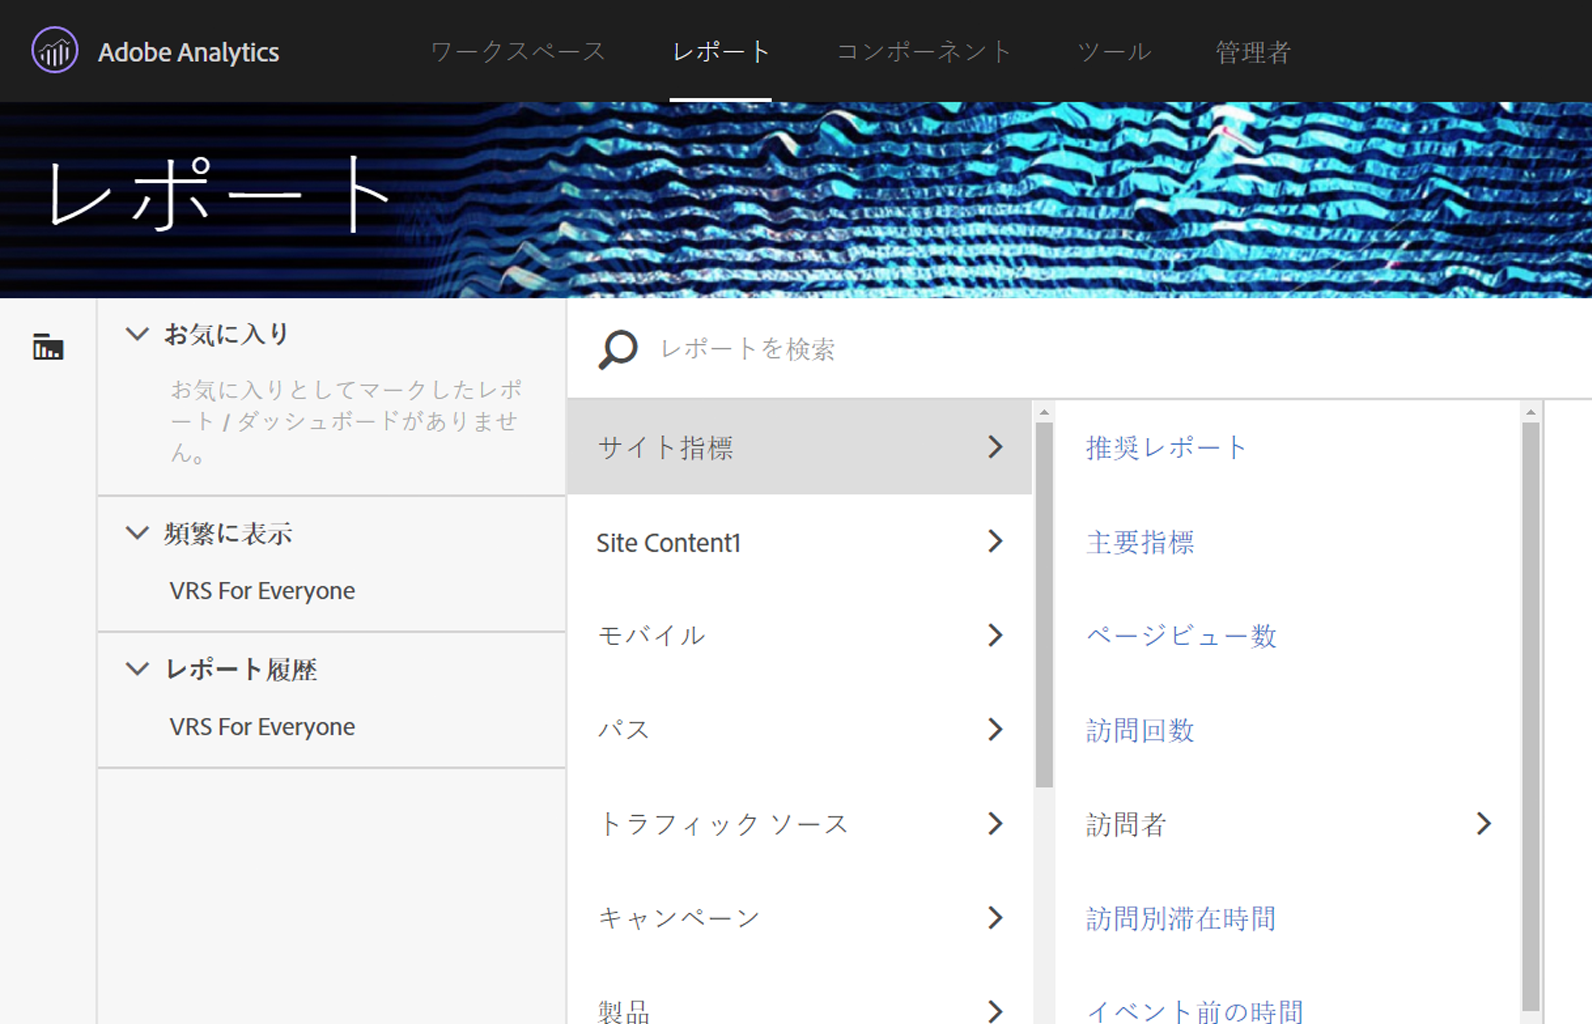 Adobe Analytics
ワークスペース
レポート
コンポーネント
ツール
管理者
レポート
お気に入り
お気に入りとしてマークしたレポ
ート / ダッシュボードがありませ
ん。
頻繁に表示
VRS For Everyone
レポート履歴
VRS For Everyone
レポートを検索
サイト指標
Site Content1
モバイル
パス
トラフィック ソース
キャンペーン
製品
推奨レポート
主要指標
ページビュー数
訪問回数
訪問者
訪問別滞在時間
イベント前の時間